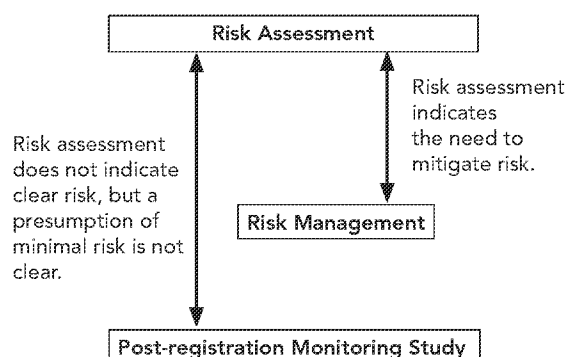 Risk Assessment
Risk assessment
indicates
the need to
mitigate risk.
Risk assessment
does not indicate
clear risk, but a
presumption of
minimal risk is not
clear.
Risk Management
Post-registration Monitoring Study